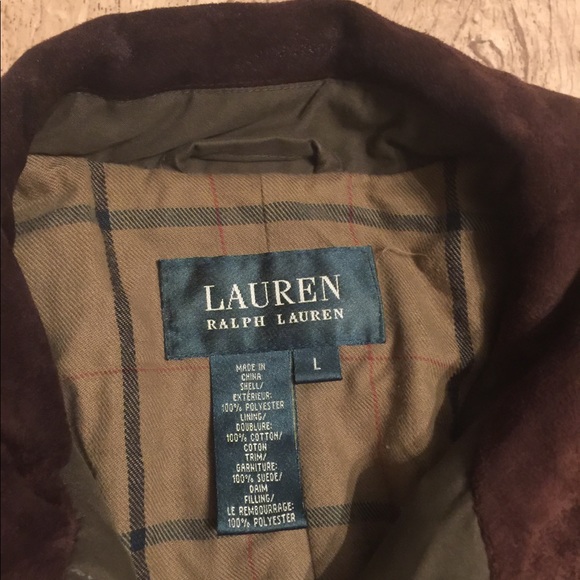 LAUREN
RALPH LAUREN
L
MADE IN
CHINA
SHELL/
EXTÉRIEUR:
100% POLYESTER
LINING/
DOUBLURE:
100% COTTON/
COTON
TRIM/
GARNITURE:
100% SUEDE/
DAIM
FILLING/
LE REMBOURRAGE:
100% POLYESTER